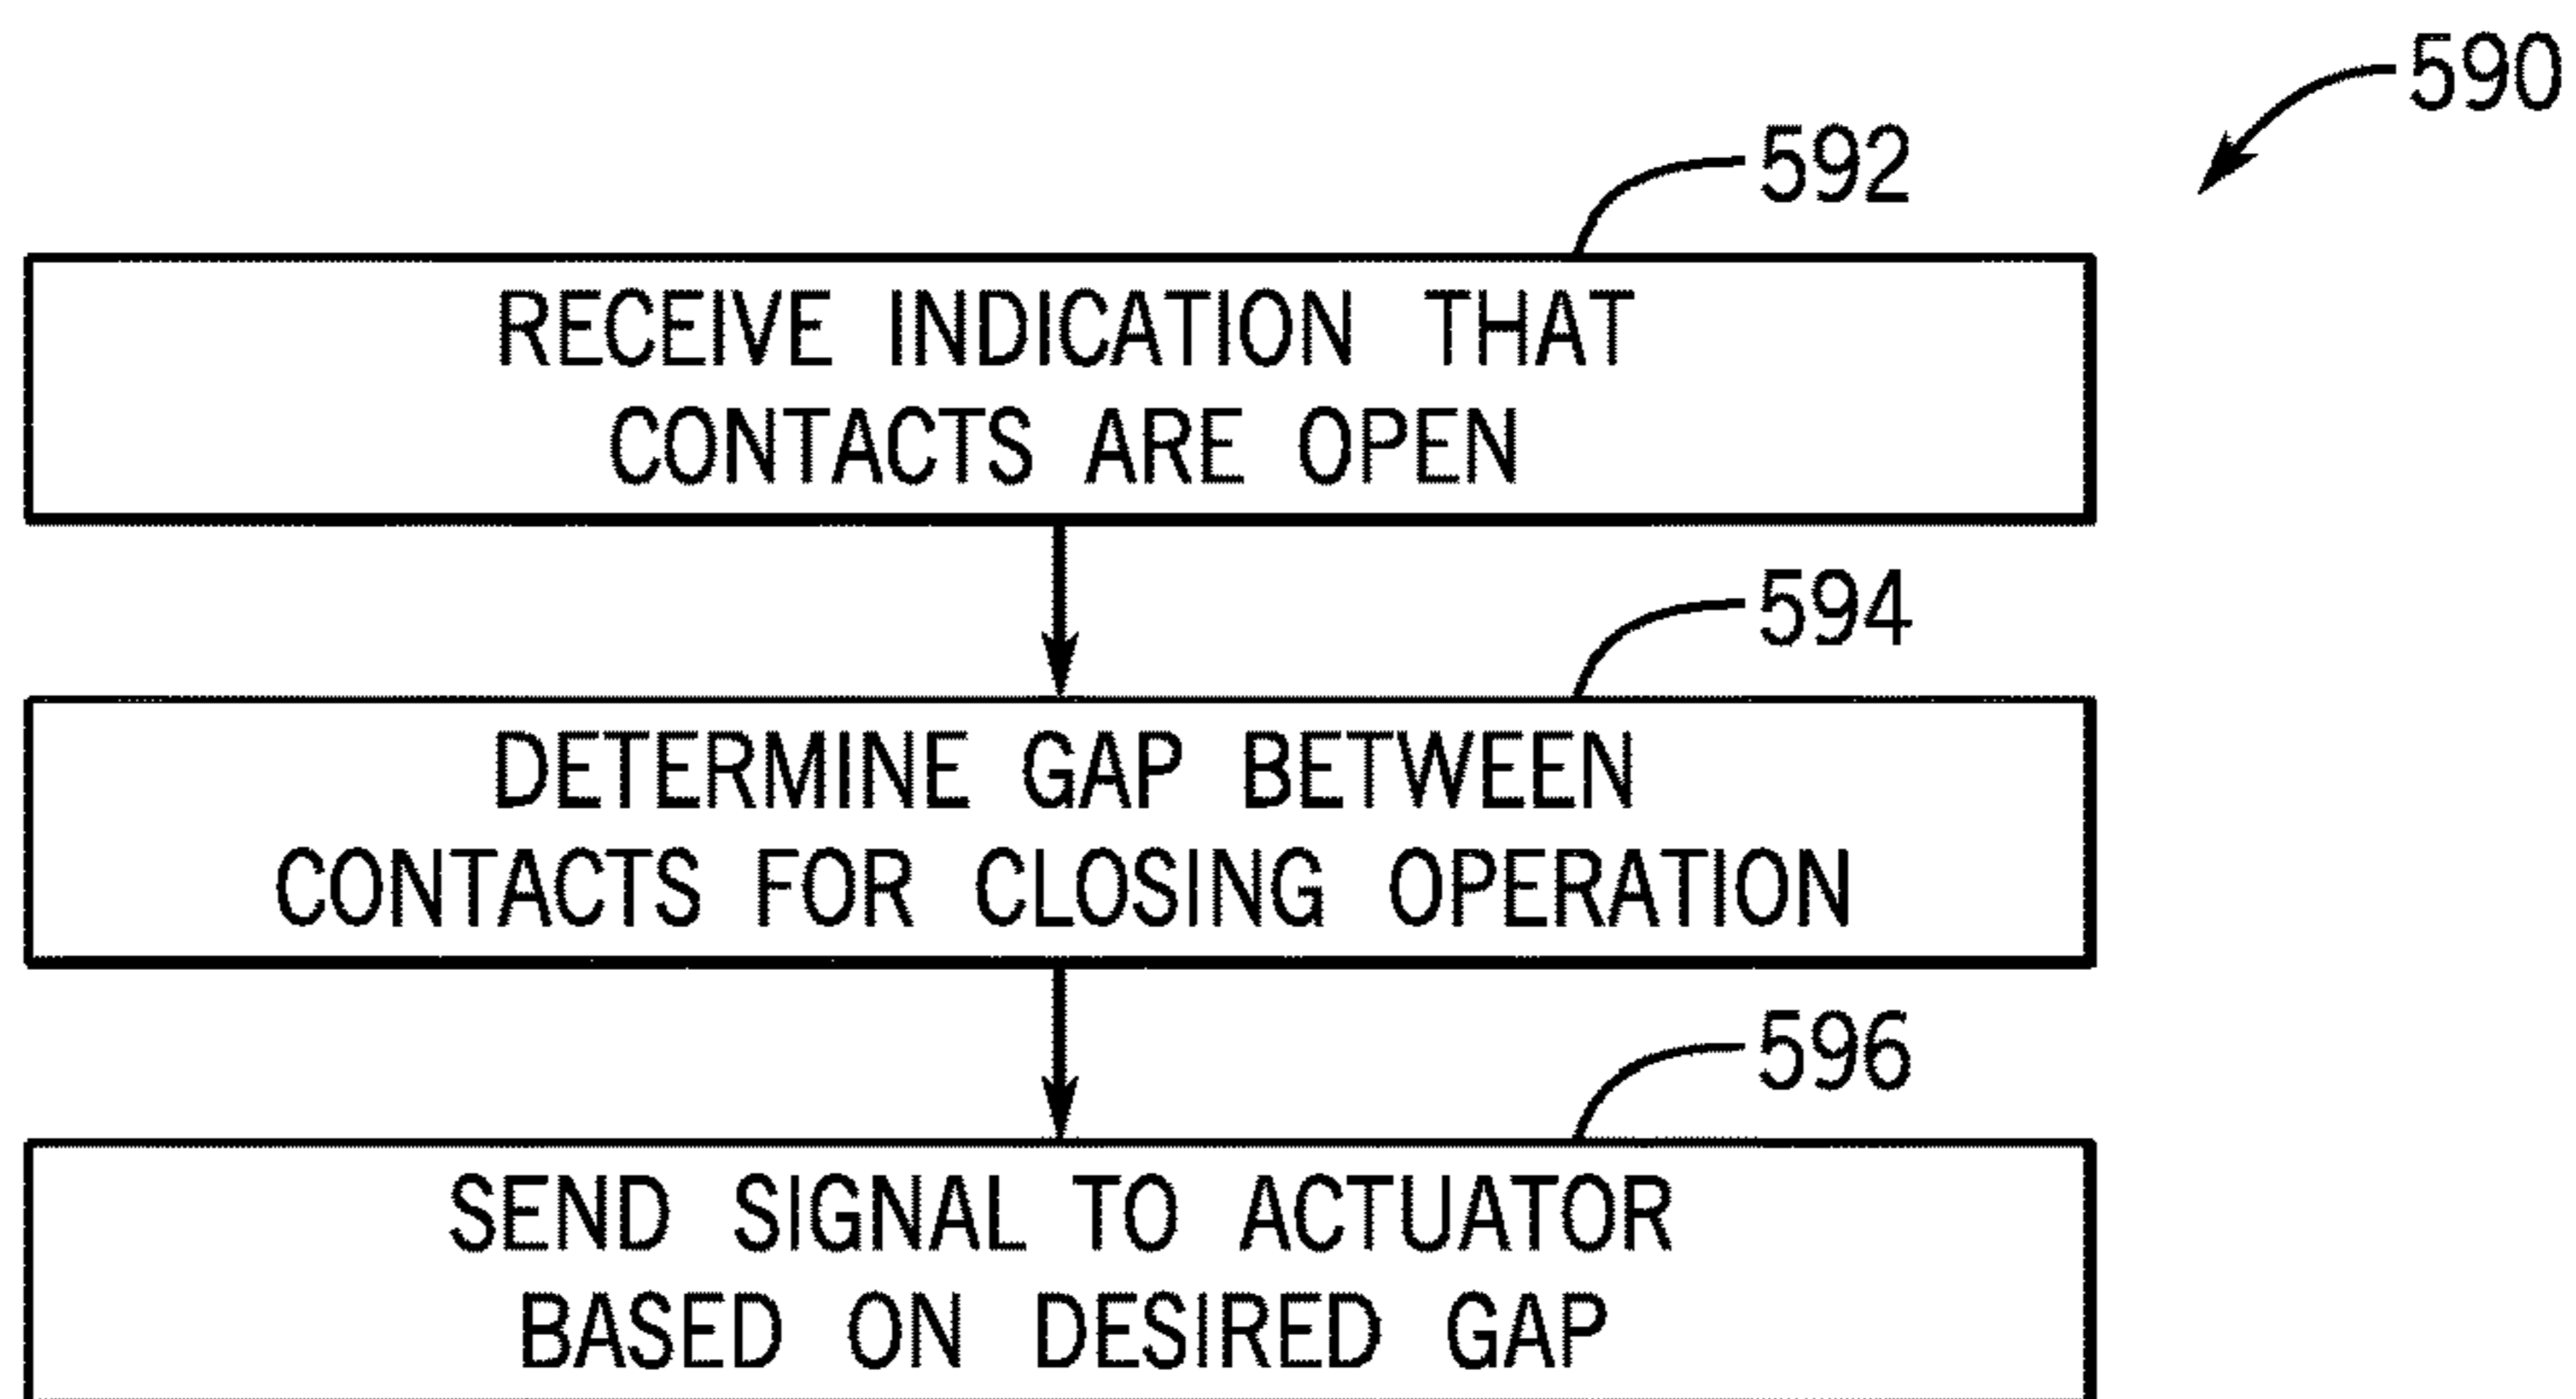 590
592
RECEIVE INDICATION THAT
CONTACTS ARE OPEN
594
DETERMINE GAP BETWEEN
CONTACTS FOR CLOSING OPERATION
596
SEND SIGNAL TO ACTUATOR
BASED ON DESIRED GAP